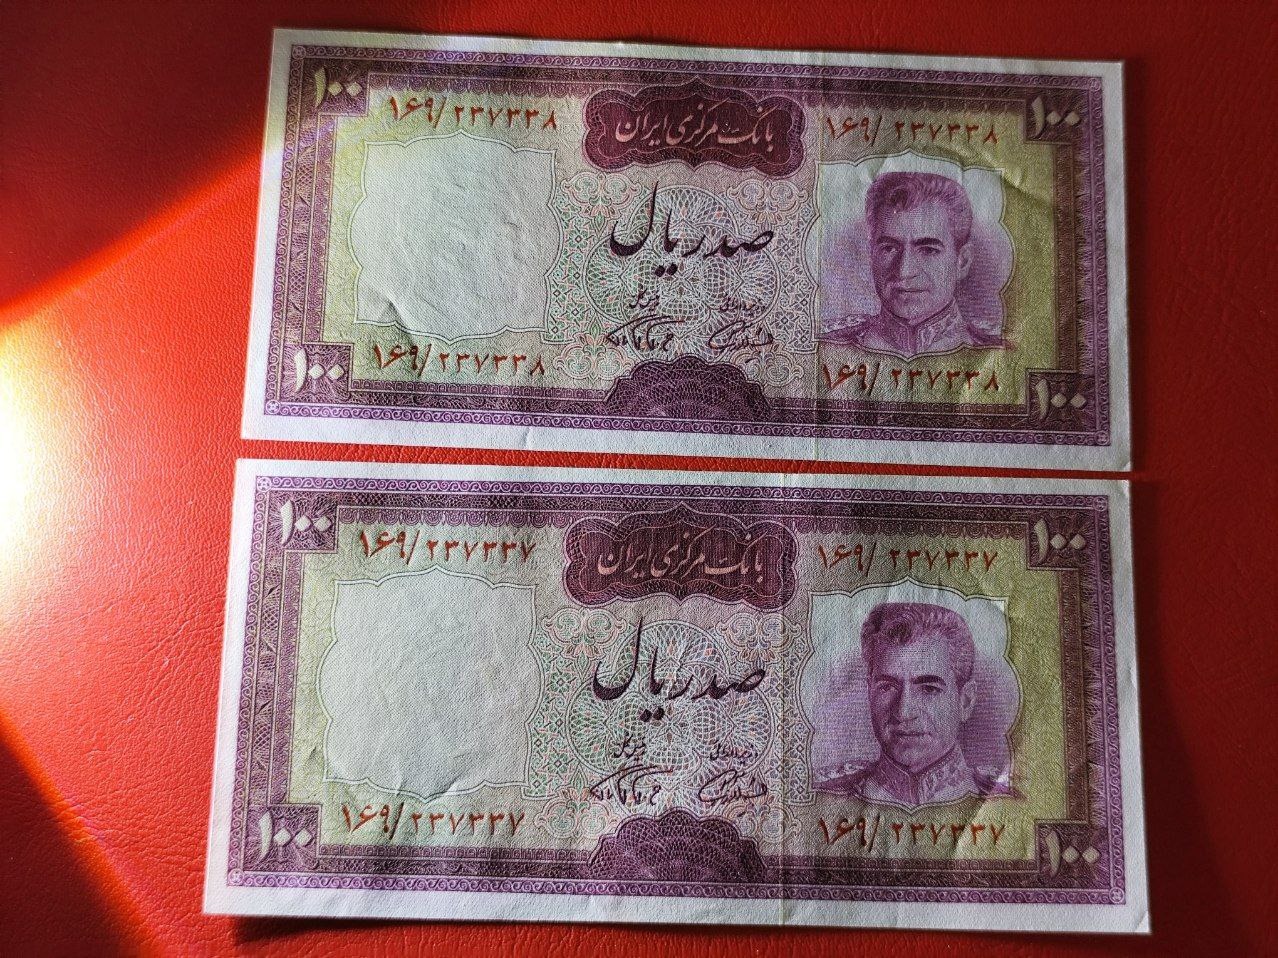 ۱۰۰ ۱۶۹/۲۳۷۳۳۸ بانک مرکزی ایران ۱۶۹/۲۳۷۳۳۸ ۱۰۰
صد ریال
۱۰۰ ۱۶۹/۲۳۷۳۳۸ ۱۶۹/۲۳۷۳۳۸ ۱۰۰
۱۰۰ ۱۶۹/۲۳۷۳۳۷ بانک مرکزی ایران ۱۶۹/۲۳۷۳۳۷ ۱۰۰
صد ریال
۱۰۰ ۱۶۹/۲۳۷۳۳۷ ۱۶۹/۲۳۷۳۳۷ ۱۰۰